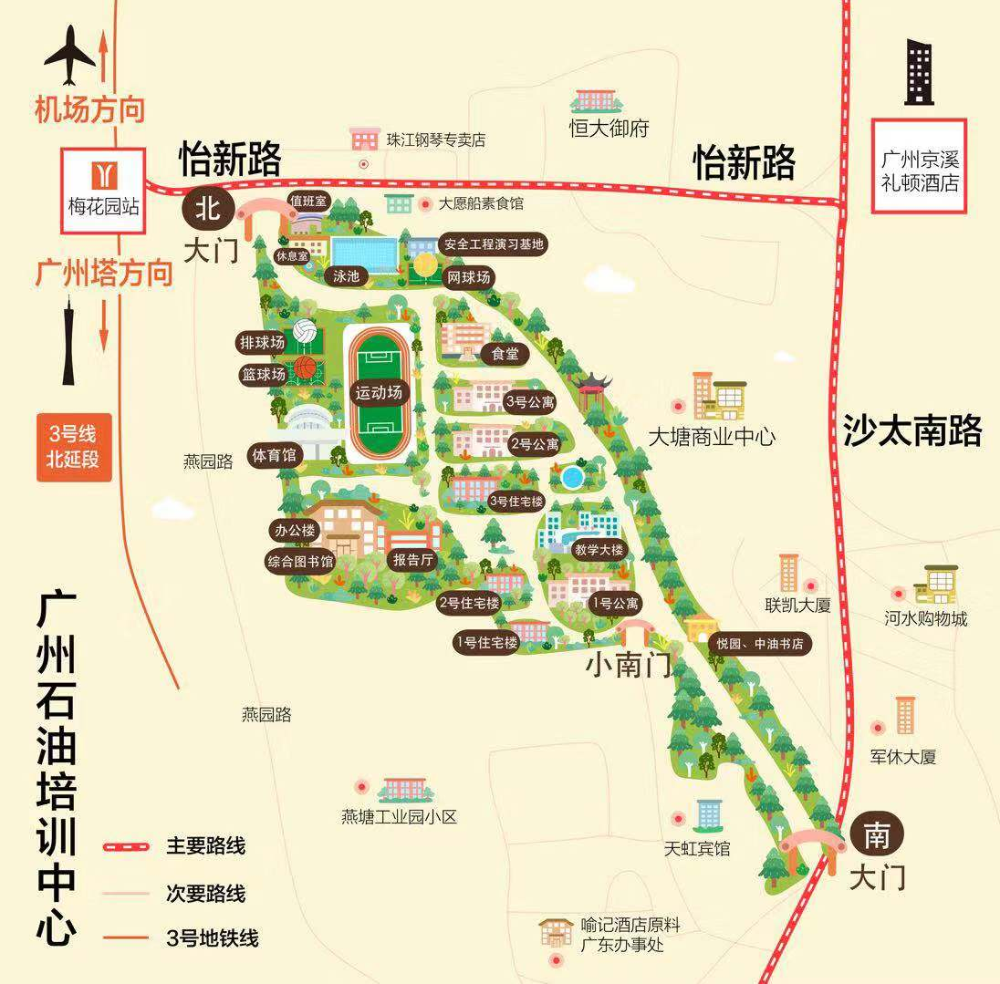 机场方向
梅花园站
广州塔方向
3号线
北延段
怡新路
珠江钢琴专卖店
恒大御府
怡新路
广州京溪
礼顿酒店
北
大门
值班室
大愿船素食馆
休息室
泳池
安全工程演习基地
网球场
排球场
篮球场
运动场
食堂
3号公寓
2号公寓
体育馆
燕园路
大塘商业中心
沙太南路
3号住宅楼
办公楼
综合图书馆
报告厅
教学大楼
2号住宅楼
1号公寓
1号住宅楼
小南门
悦园、中油书店
联凯大厦
河水购物城
燕园路
军休大厦
燕塘工业园小区
天虹宾馆
南
大门
喻记酒店原料
广东办事处
广州石油培训中心
主要路线
次要路线
3号地铁线